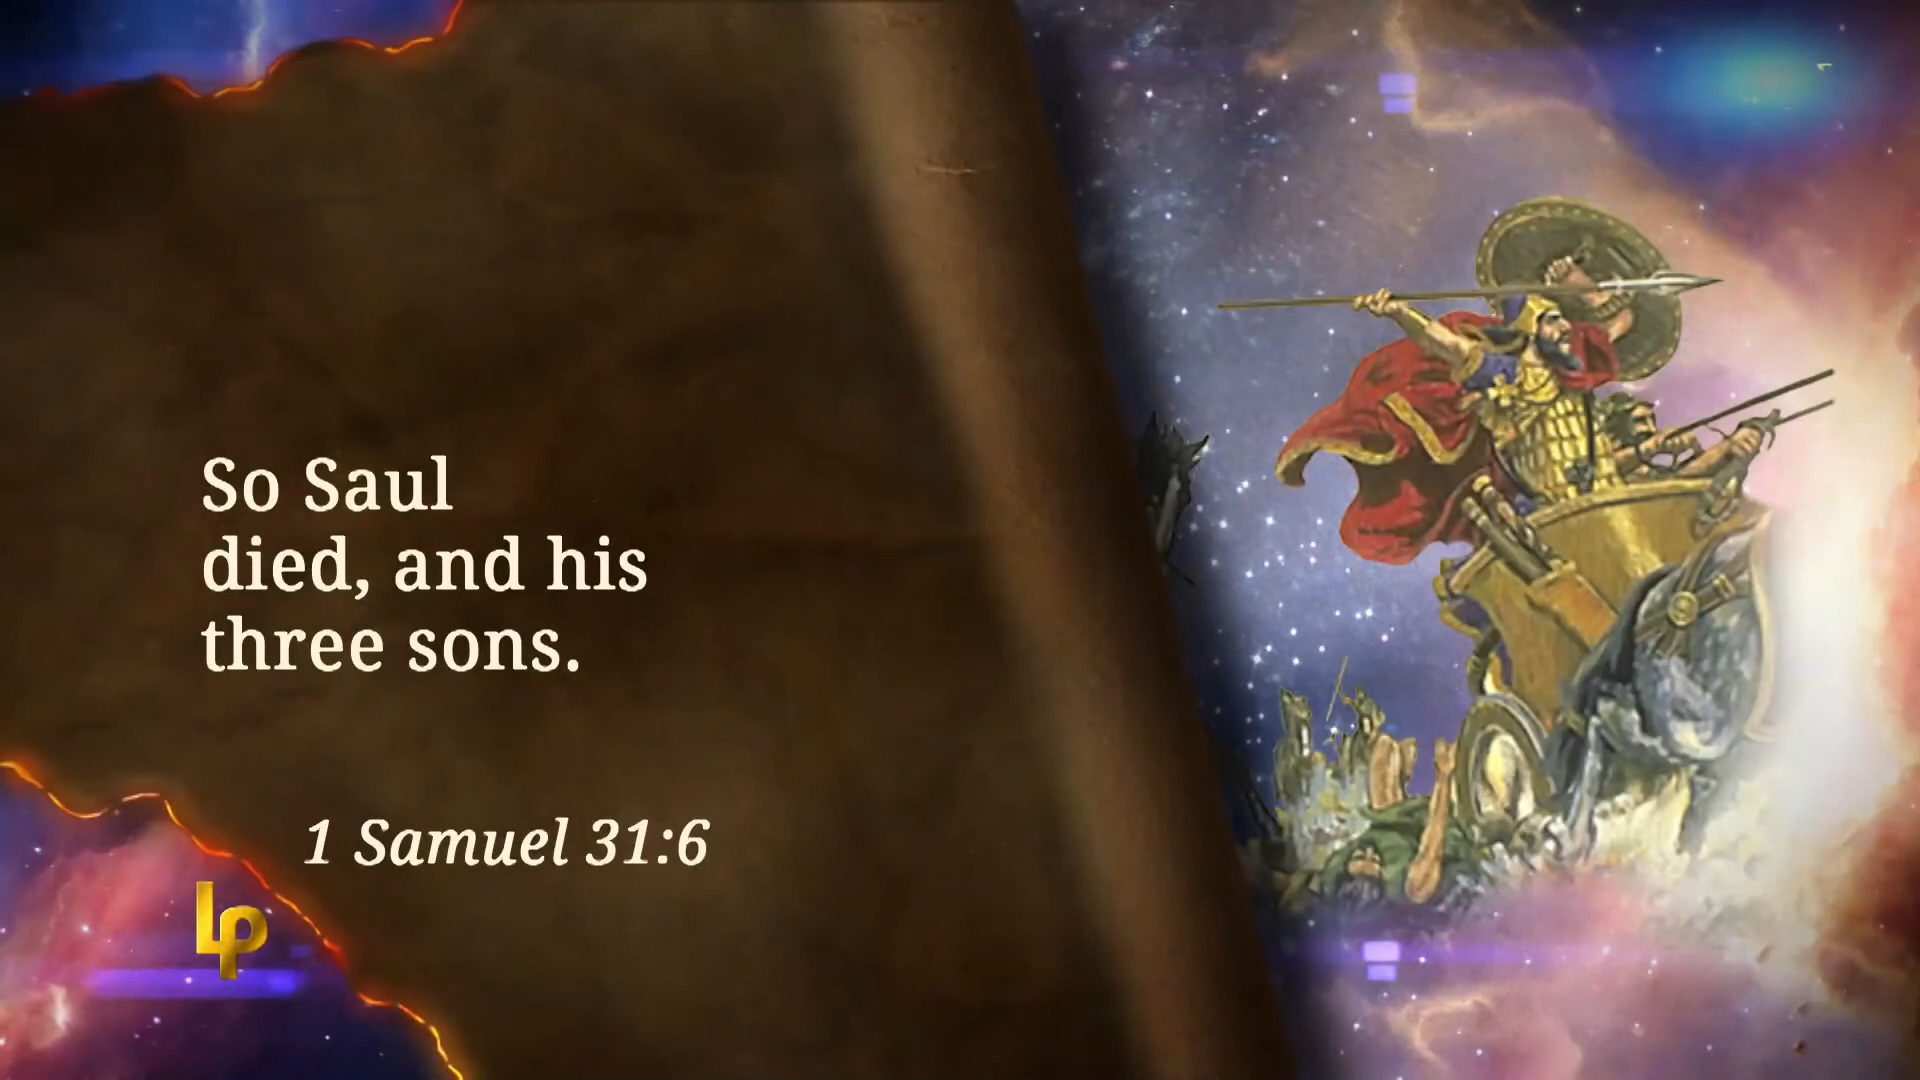 So Saul
died, and his
three sons.
1 Samuel 31:6
LP